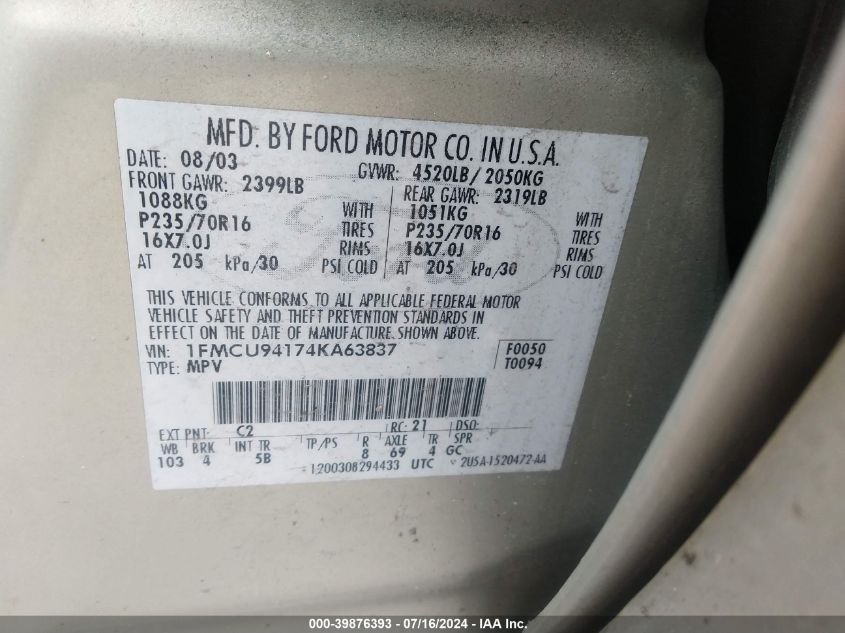 MFD. BY FORD MOTOR CO. IN U.S.A.
DATE: 08/03 GVWR: 4520LB/ 2050KG
FRONT GAWR: 2399LB REAR GAWR: 2319LB
1088KG WITH 1051KG WITH
P235/70R16 TIRES P235/70R16 TIRES
16X7.0J RIMS 16X7.0J RIMS
AT 205 kPa/30 PSI COLD AT 205 kPa/30 PSI COLD
Ford
THIS VEHICLE CONFORMS TO ALL APPLICABLE FEDERAL MOTOR
VEHICLE SAFETY AND THEFT PREVENTION STANDARDS IN
EFFECT ON THE DATE OF MANUFACTURE.SHOWN ABOVE.
VIN: 1FMCU94174KA63837 F0050
TYPE: MPV T0094
EXT PNT: C2 RC: 21 DSO:
WB BRK INT TR TP/PS R AXLE TR SPR
103 4 5B 8 69 4 GC
1200308294433 UTC 2U5A-1520472-AA
000-39876393 - 07/16/2024 - IAA-COM